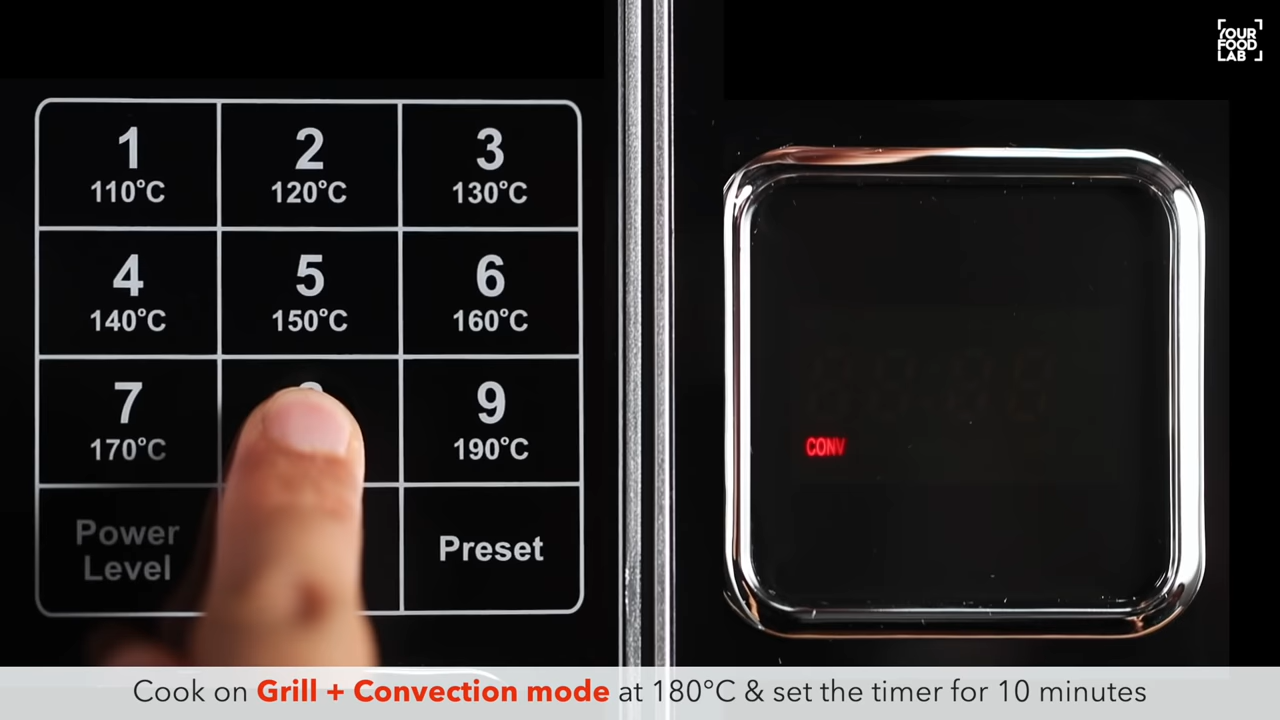 YOUR
FOOD
LAB
1
110°C
2
120°C
3
130°C
4
140°C
5
150°C
6
160°C
7
170°C
9
190°C
Power
Level
Preset
CONV
Cook on Grill + Convection mode at 180°C & set the timer for 10 minutes